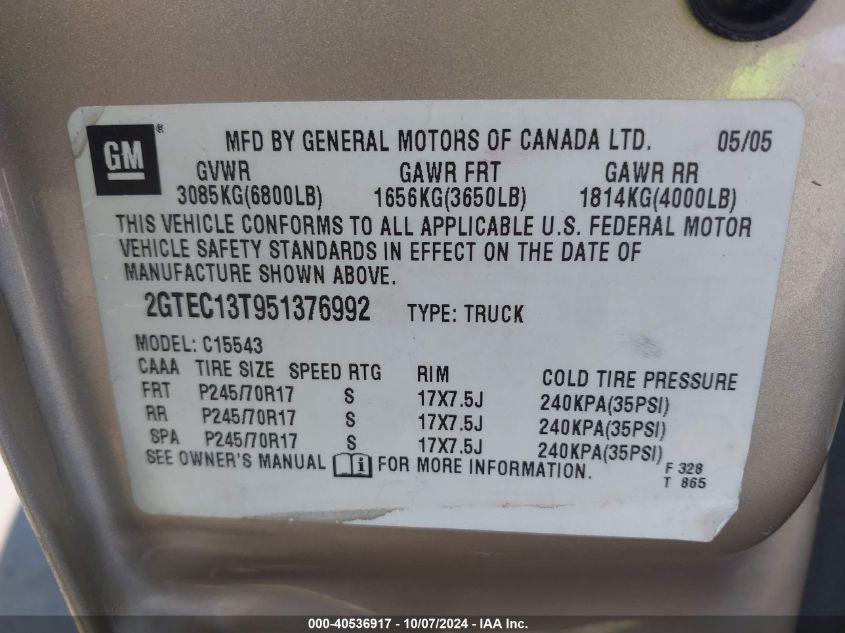 GM® MFD BY GENERAL MOTORS OF CANADA LTD. 05/05
GVWR GAWR FRT GAWR RR
3085KG(6800LB) 1656KG(3650LB) 1814KG(4000LB)
THIS VEHICLE CONFORMS TO ALL APPLICABLE U.S. FEDERAL MOTOR
VEHICLE SAFETY STANDARDS IN EFFECT ON THE DATE OF
MANUFACTURE SHOWN ABOVE.
2GTEC13T951376992 TYPE: TRUCK
MODEL: C15543
CAAA TIRE SIZE SPEED RTG RIM COLD TIRE PRESSURE
FRT P245/70R17 S 17X7.5J 240KPA(35PSI)
RR P245/70R17 S 17X7.5J 240KPA(35PSI)
SPA P245/70R17 S 17X7.5J 240KPA(35PSI)
SEE OWNER'S MANUAL i FOR MORE INFORMATION. F 328
T 865
000-40536917 - 10/07/2024 - IAA Inc.